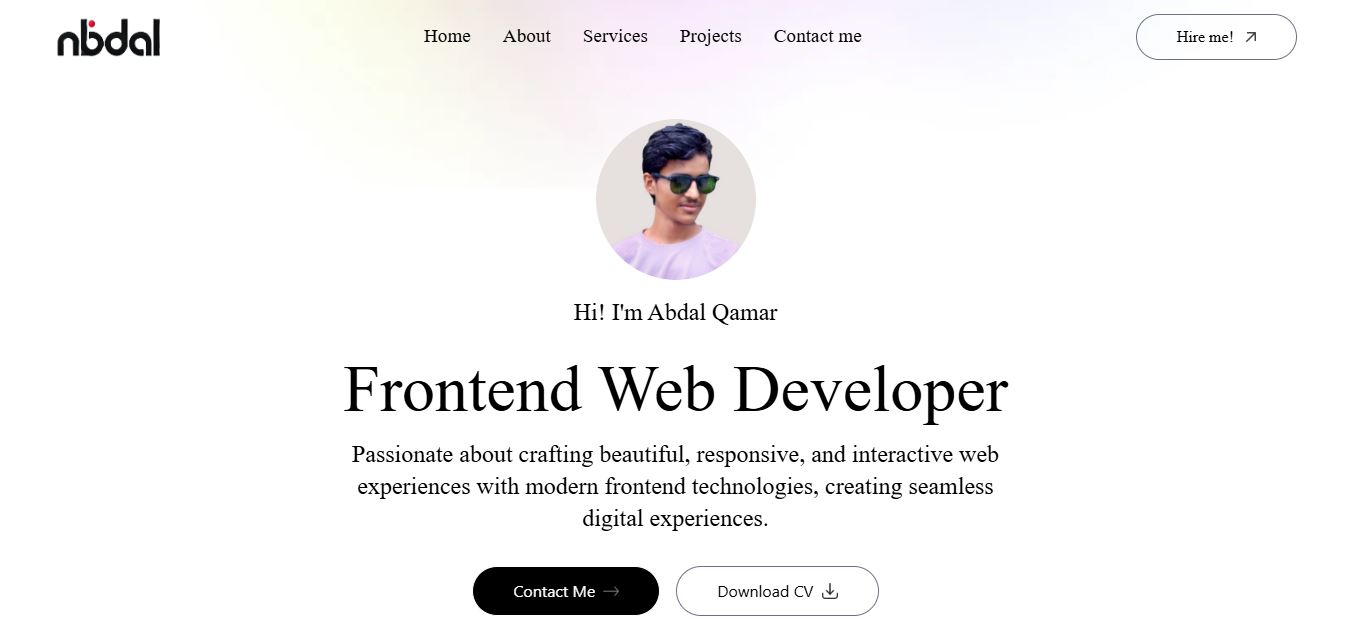 nbdal
Home About Services Projects Contact me
Hire me!
Hi! I'm Abdal Qamar
Frontend Web Developer
Passionate about crafting beautiful, responsive, and interactive web
experiences with modern frontend technologies, creating seamless
digital experiences.
Contact Me
Download CV